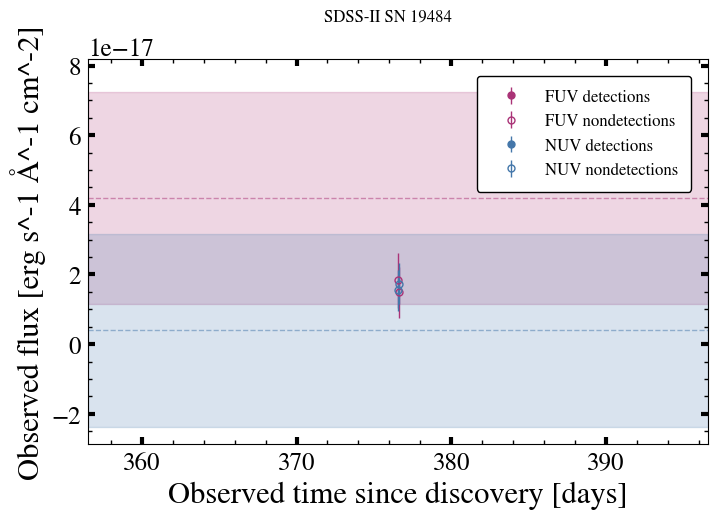 SDSS-II SN 19484
1e−17
8
6
4
2
0
−2
Observed flux [erg s^-1 Å^-1 cm^-2]
FUV detections
FUV nondetections
NUV detections
NUV nondetections
360
370
380
390
Observed time since discovery [days]